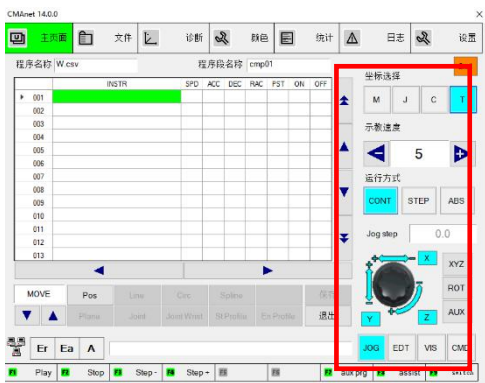 CMAnet 14.0.0
主页面 文件 诊断 颜色 统计 日志 设置
程序名称 W.csv 程序段名称 cmp01
INSTR SPD ACC DEC RAC PST ON OFF
001
002
003
004
005
006
007
008
009
010
011
012
013
坐标选择
M J C T
示教速度
5
运行方式
CONT STEP ABS
Jog step 0.0
X XYZ
ROT
Y Z AUX
JOG EDT VIS CMD
MOVE Pos Line Circ Spline 保存
Plane Joint Joint Wrist St Profile En Profile 退出
Er Ea A
F1 Play F2 Stop F3 Step - F4 Step + F5 F6 F7 aux prg F8 assist F9